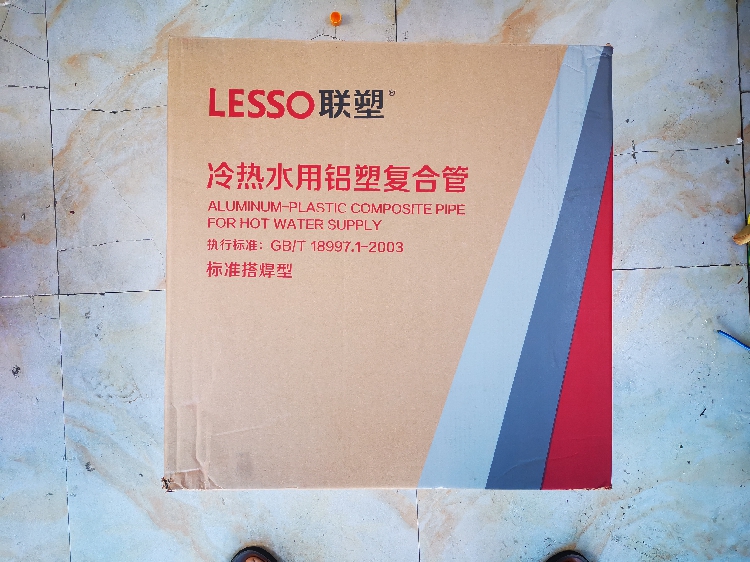 LESSO联塑®
冷热水用铝塑复合管
ALUMINUM-PLASTIC COMPOSITE PIPE
FOR HOT WATER SUPPLY
执行标准：GB/T 18997.1-2003
标准搭焊型